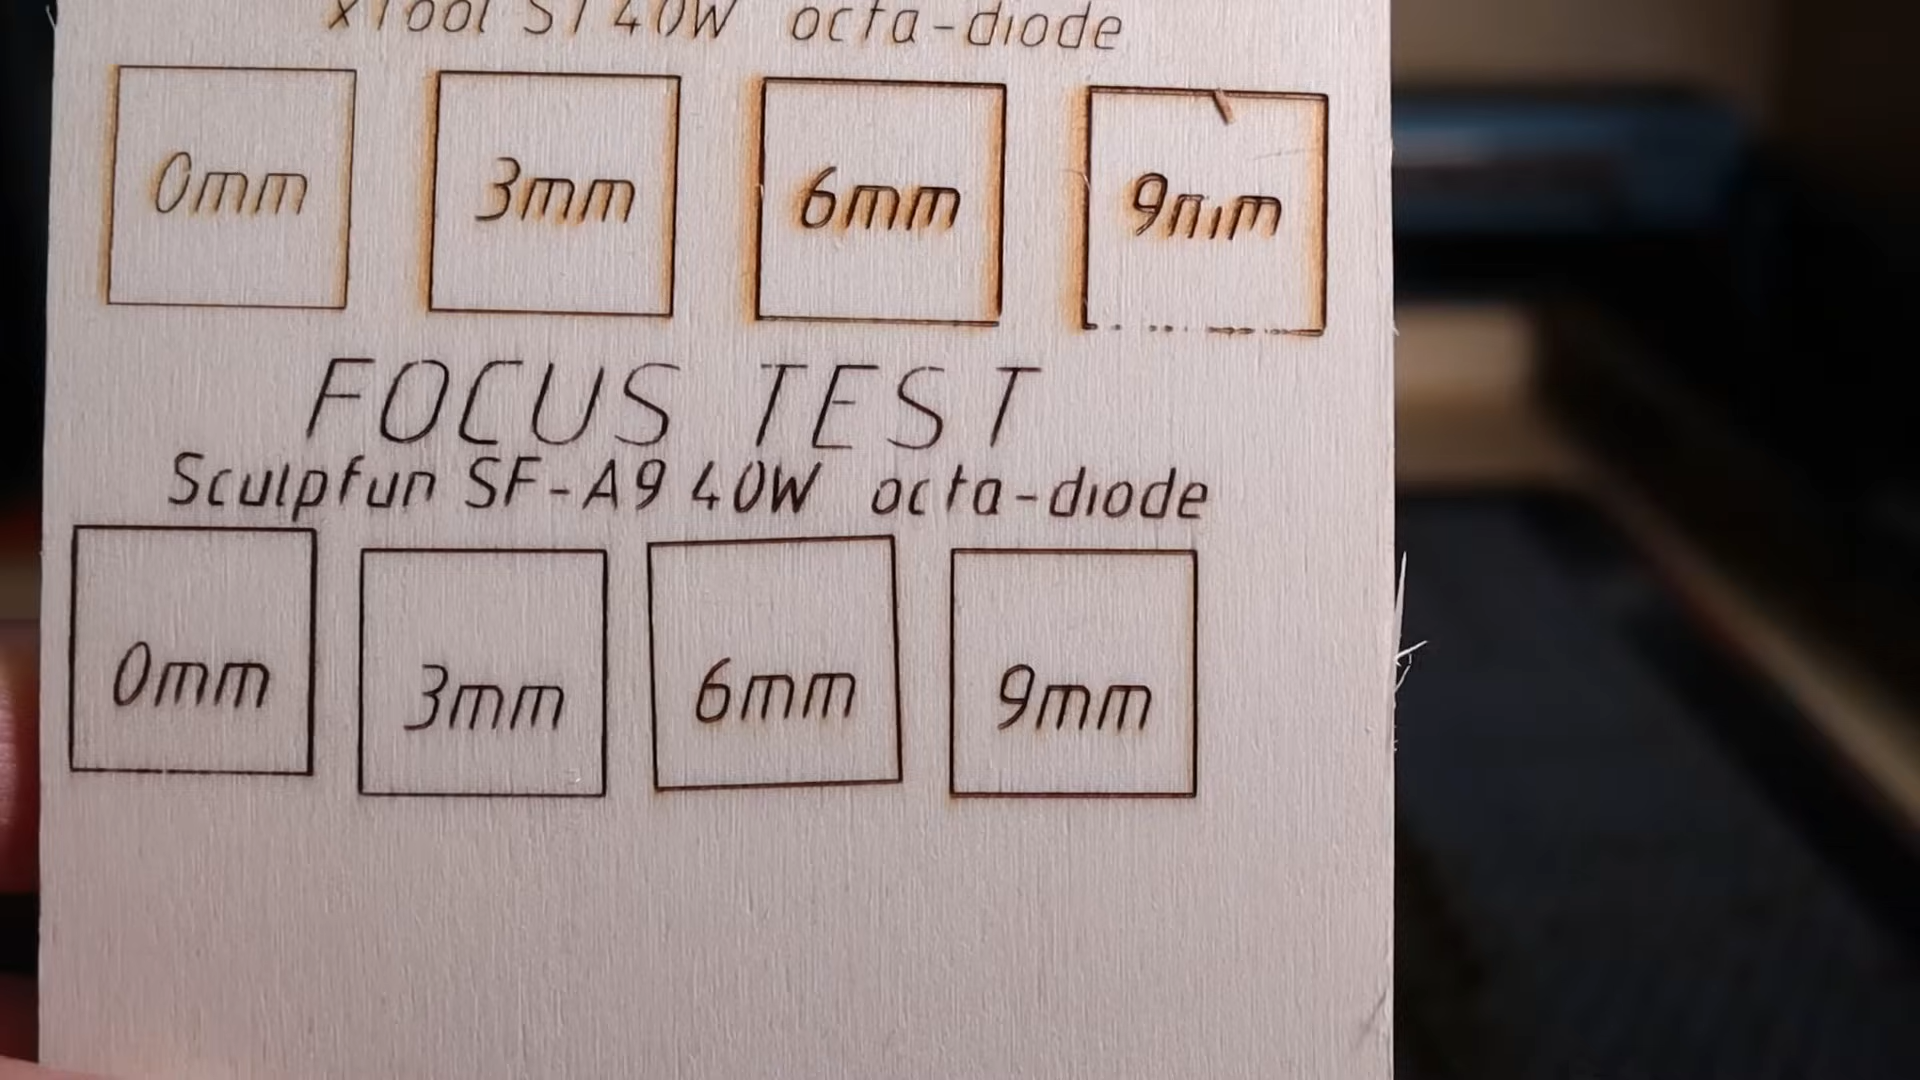 xTool S1 40W octa-diode
0mm 3mm 6mm 9mm
FOCUS TEST
Sculpfun SF-A9 40W octa-diode
0mm 3mm 6mm 9mm